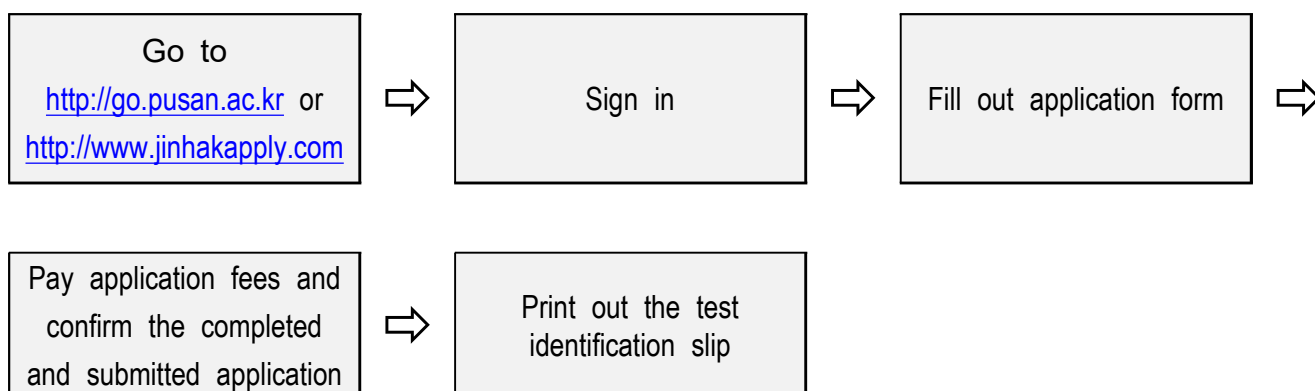 Go to
http://go.pusan.ac.kr or
http://www.jinhakapply.com
Sign in
Fill out application form
Pay application fees and
confirm the completed
and submitted application
Print out the test
identification slip